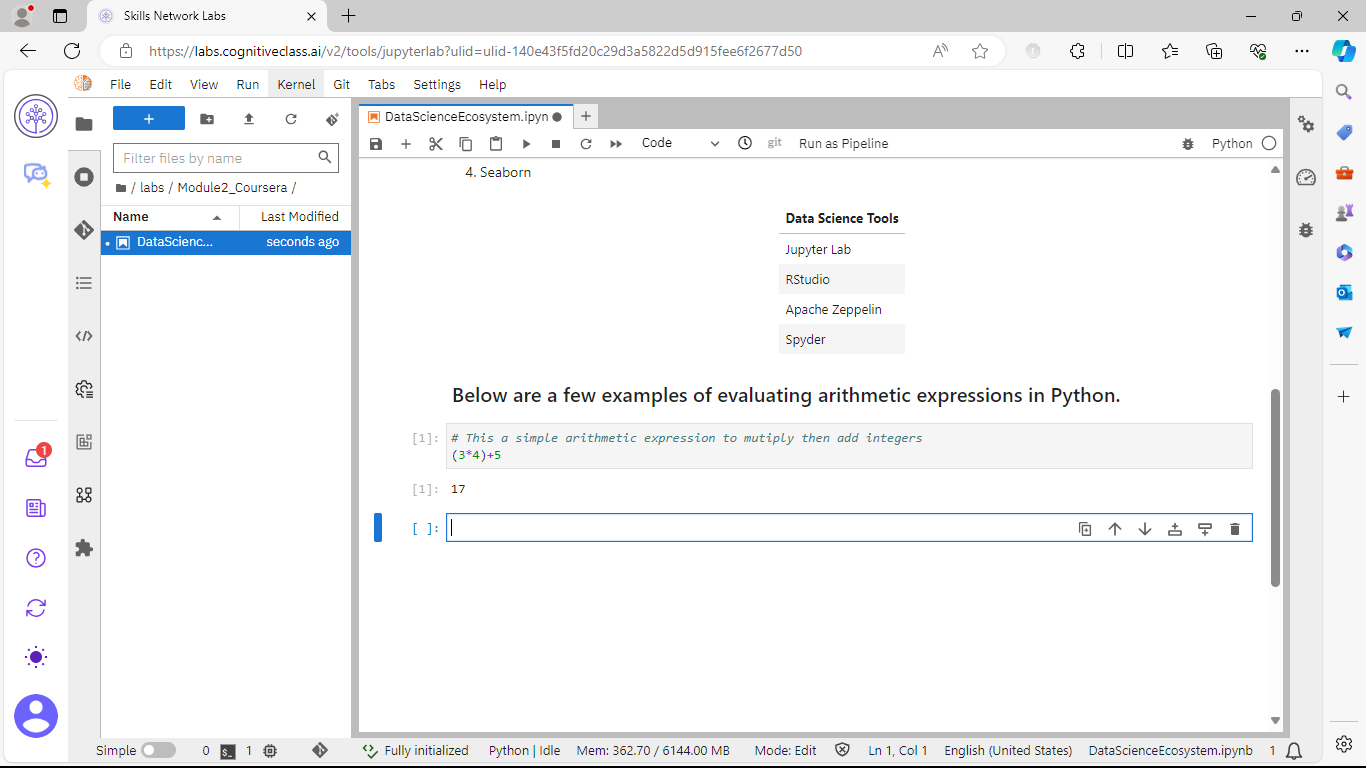 Skills Network Labs
https://labs.cognitiveclass.ai/v2/tools/jupyterlab?ulid=ulid-140e43f5fd20c29d3a5822d5d915fee6f2677d50
File Edit View Run Kernel Git Tabs Settings Help
Filter files by name
/ labs / Module2_Coursera /
Name Last Modified
DataScienc... seconds ago
1
DataScienceEcosystem.ipyn
Code git Run as Pipeline Python
4. Seaborn
Data Science Tools
Jupyter Lab
RStudio
Apache Zeppelin
Spyder
Below are a few examples of evaluating arithmetic expressions in Python.
[1]: # This a simple arithmetic expression to mutiply then add integers
(3*4)+5
[1]: 17
[ ]:
Simple 0 $_ 1 Fully initialized Python | Idle Mem: 362.70 / 6144.00 MB Mode: Edit Ln 1, Col 1 English (United States) DataScienceEcosystem.ipynb 1